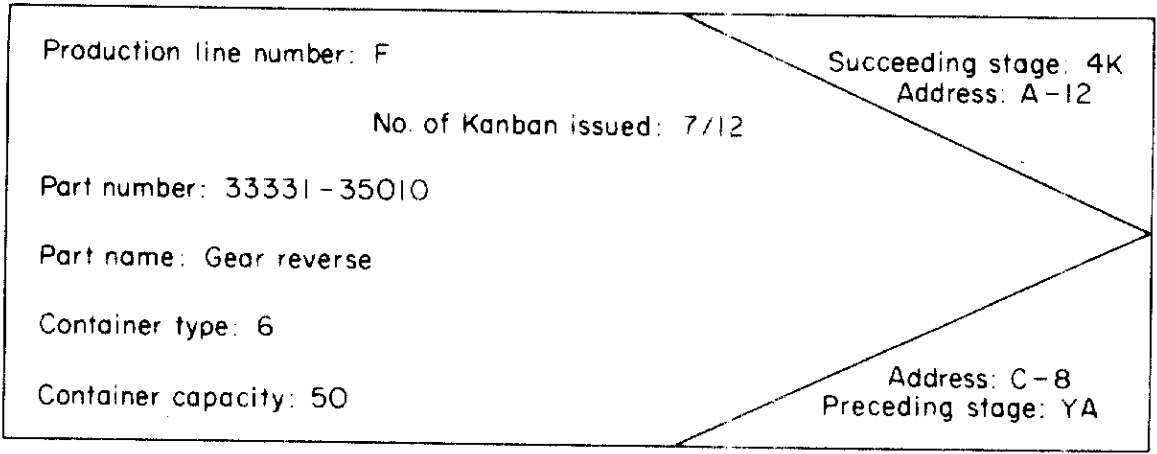 Production line number: F
Succeeding stage: 4K
Address: A-12
No. of Kanban issued: 7/12
Part number: 33331-35010
Part name: Gear reverse
Container type: 6
Container capacity: 50
Address: C-8
Preceding stage: YA